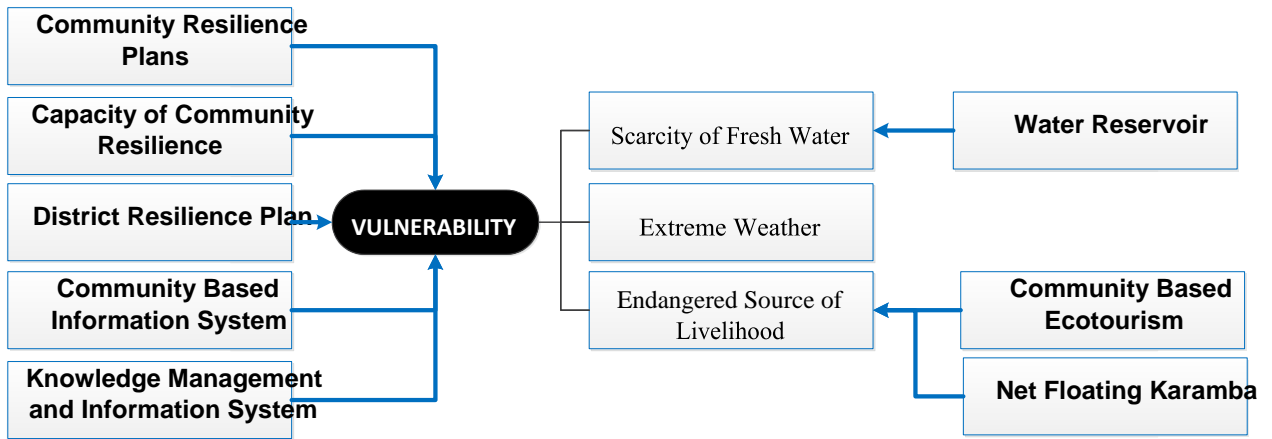 Community Resilience
Plans
Capacity of Community
Resilience
District Resilience Plan
Community Based
Information System
Knowledge Management
and Information System
VULNERABILITY
Scarcity of Fresh Water
Extreme Weather
Endangered Source of
Livelihood
Water Reservoir
Community Based
Ecotourism
Net Floating Karamba